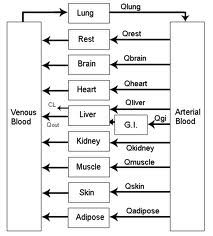 Lung
Qlung
Rest
Qrest
Brain
Qbrain
Heart
Qheart
CL
Liver
Qliver
Venous
Blood
Qout
G.I.
Qgi
Arterial
Blood
Kidney
Qkidney
Muscle
Qmuscle
Skin
Qskin
Adipose
Qadipose